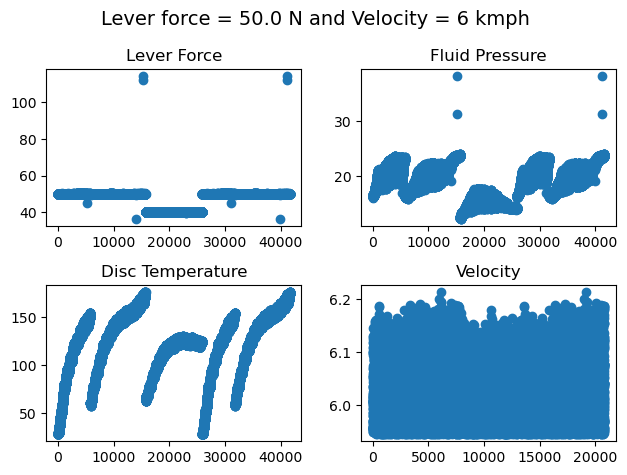 Lever force = 50.0 N and Velocity = 6 kmph
Lever Force
Fluid Pressure
100
80
60
40
0 10000 20000 30000 40000
30
20
0 10000 20000 30000 40000
Disc Temperature
Velocity
150
100
50
0 10000 20000 30000 40000
6.2
6.1
6.0
0 5000 10000 15000 20000